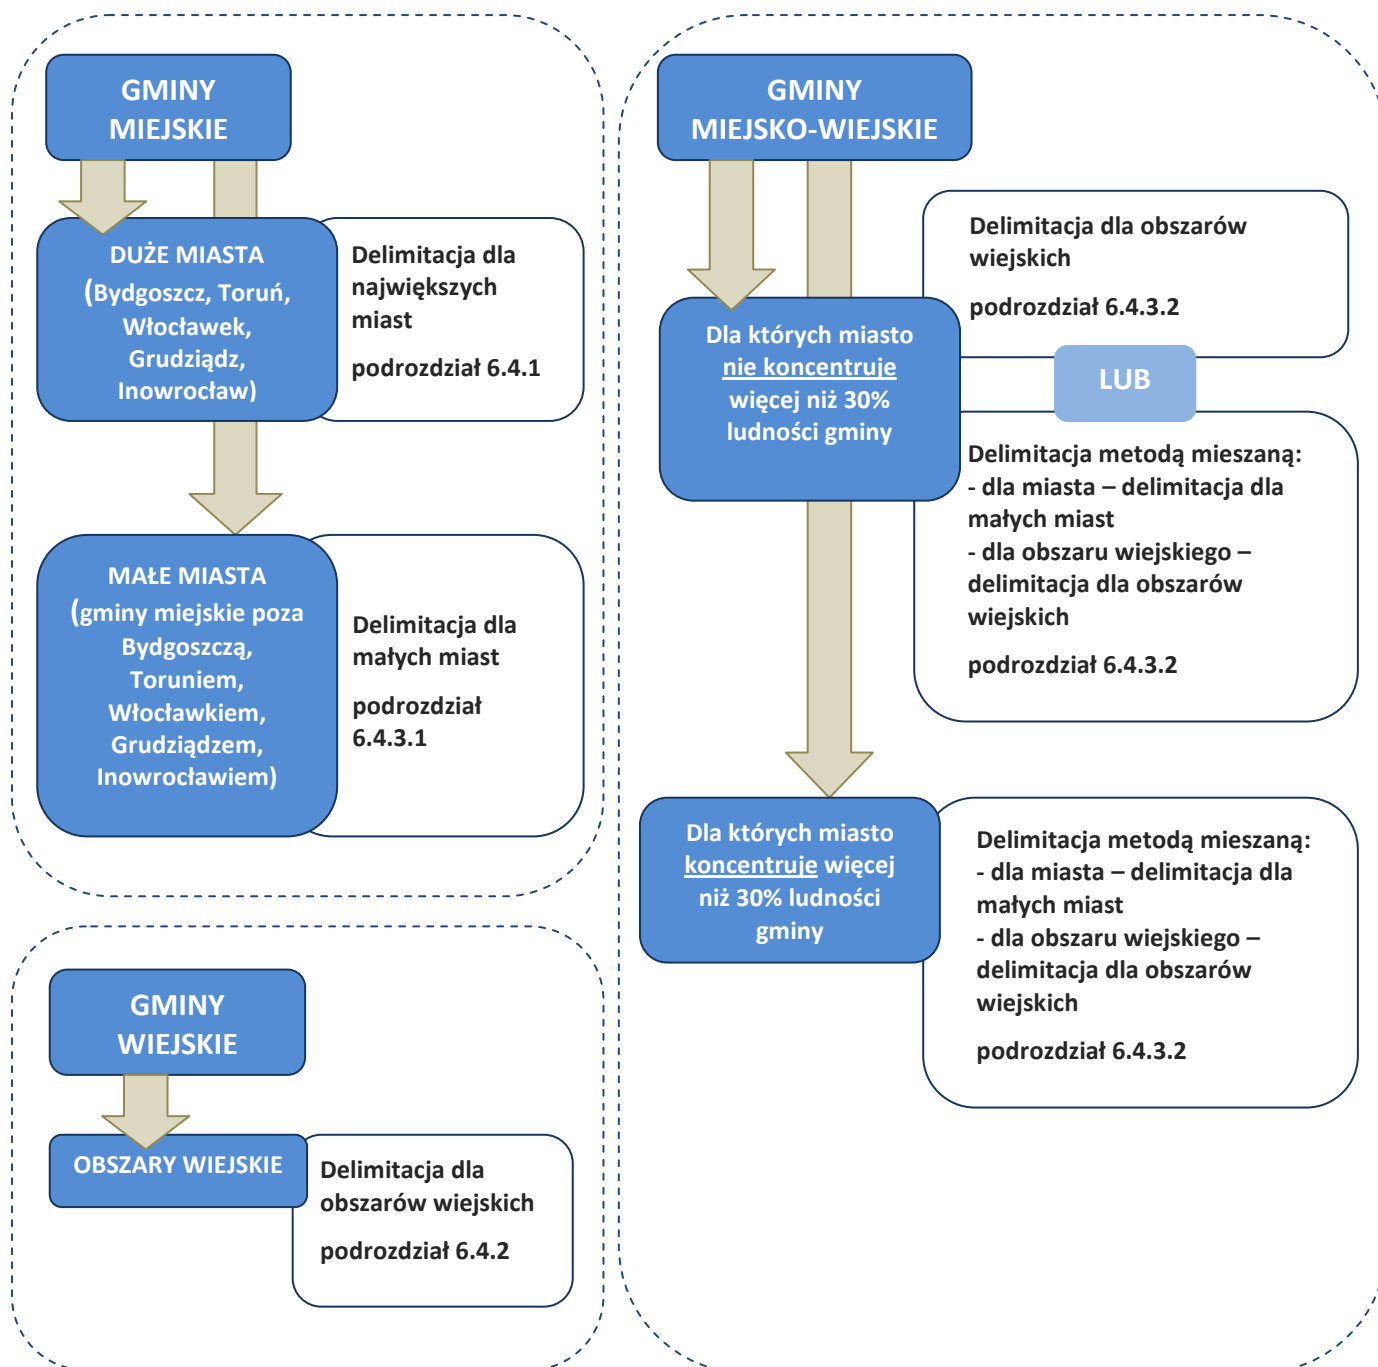 GMINY
MIEJSKIE
DUŻE MIASTA
(Bydgoszcz, Toruń,
Włocławek,
Grudziądz,
Inowrocław)
Delimitacja dla
największych
miast
podrozdział 6.4.1
MAŁE MIASTA
(gminy miejskie poza
Bydgoszczą,
Toruniem,
Włocławkiem,
Grudziądzem,
Inowrocławiem)
Delimitacja dla
małych miast
podrozdział
6.4.3.1
GMINY
WIEJSKIE
OBSZARY WIEJSKIE
Delimitacja dla
obszarów wiejskich
podrozdział 6.4.2
GMINY
MIEJSKO-WIEJSKIE
Dla których miasto
nie koncentruje
więcej niż 30%
ludności gminy
Delimitacja dla obszarów
wiejskich
podrozdział 6.4.3.2
LUB
Delimitacja metodą mieszaną:
- dla miasta – delimitacja dla
małych miast
- dla obszaru wiejskiego –
delimitacja dla obszarów
wiejskich
podrozdział 6.4.3.2
Dla których miasto
koncentruje więcej
niż 30% ludności
gminy
Delimitacja metodą mieszaną:
- dla miasta – delimitacja dla
małych miast
- dla obszaru wiejskiego –
delimitacja dla obszarów
wiejskich
podrozdział 6.4.3.2